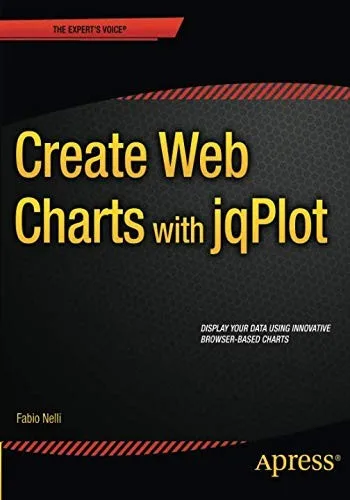 THE EXPERT'S VOICE®
Create Web
Charts with jqPlot
DISPLAY YOUR DATA USING INNOVATIVE
BROWSER-BASED CHARTS
Fabio Nelli
Apress®